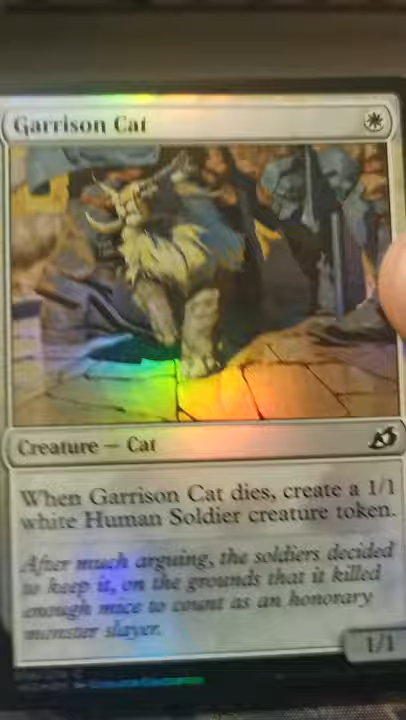 Garrison Cat
Creature — Cat
When Garrison Cat dies, create a 1/1
white Human Soldier creature token.
After much arguing, the soldiers decided
to keep it, on the grounds that it killed
enough mice to count as an honorary
monster slayer.
1/1